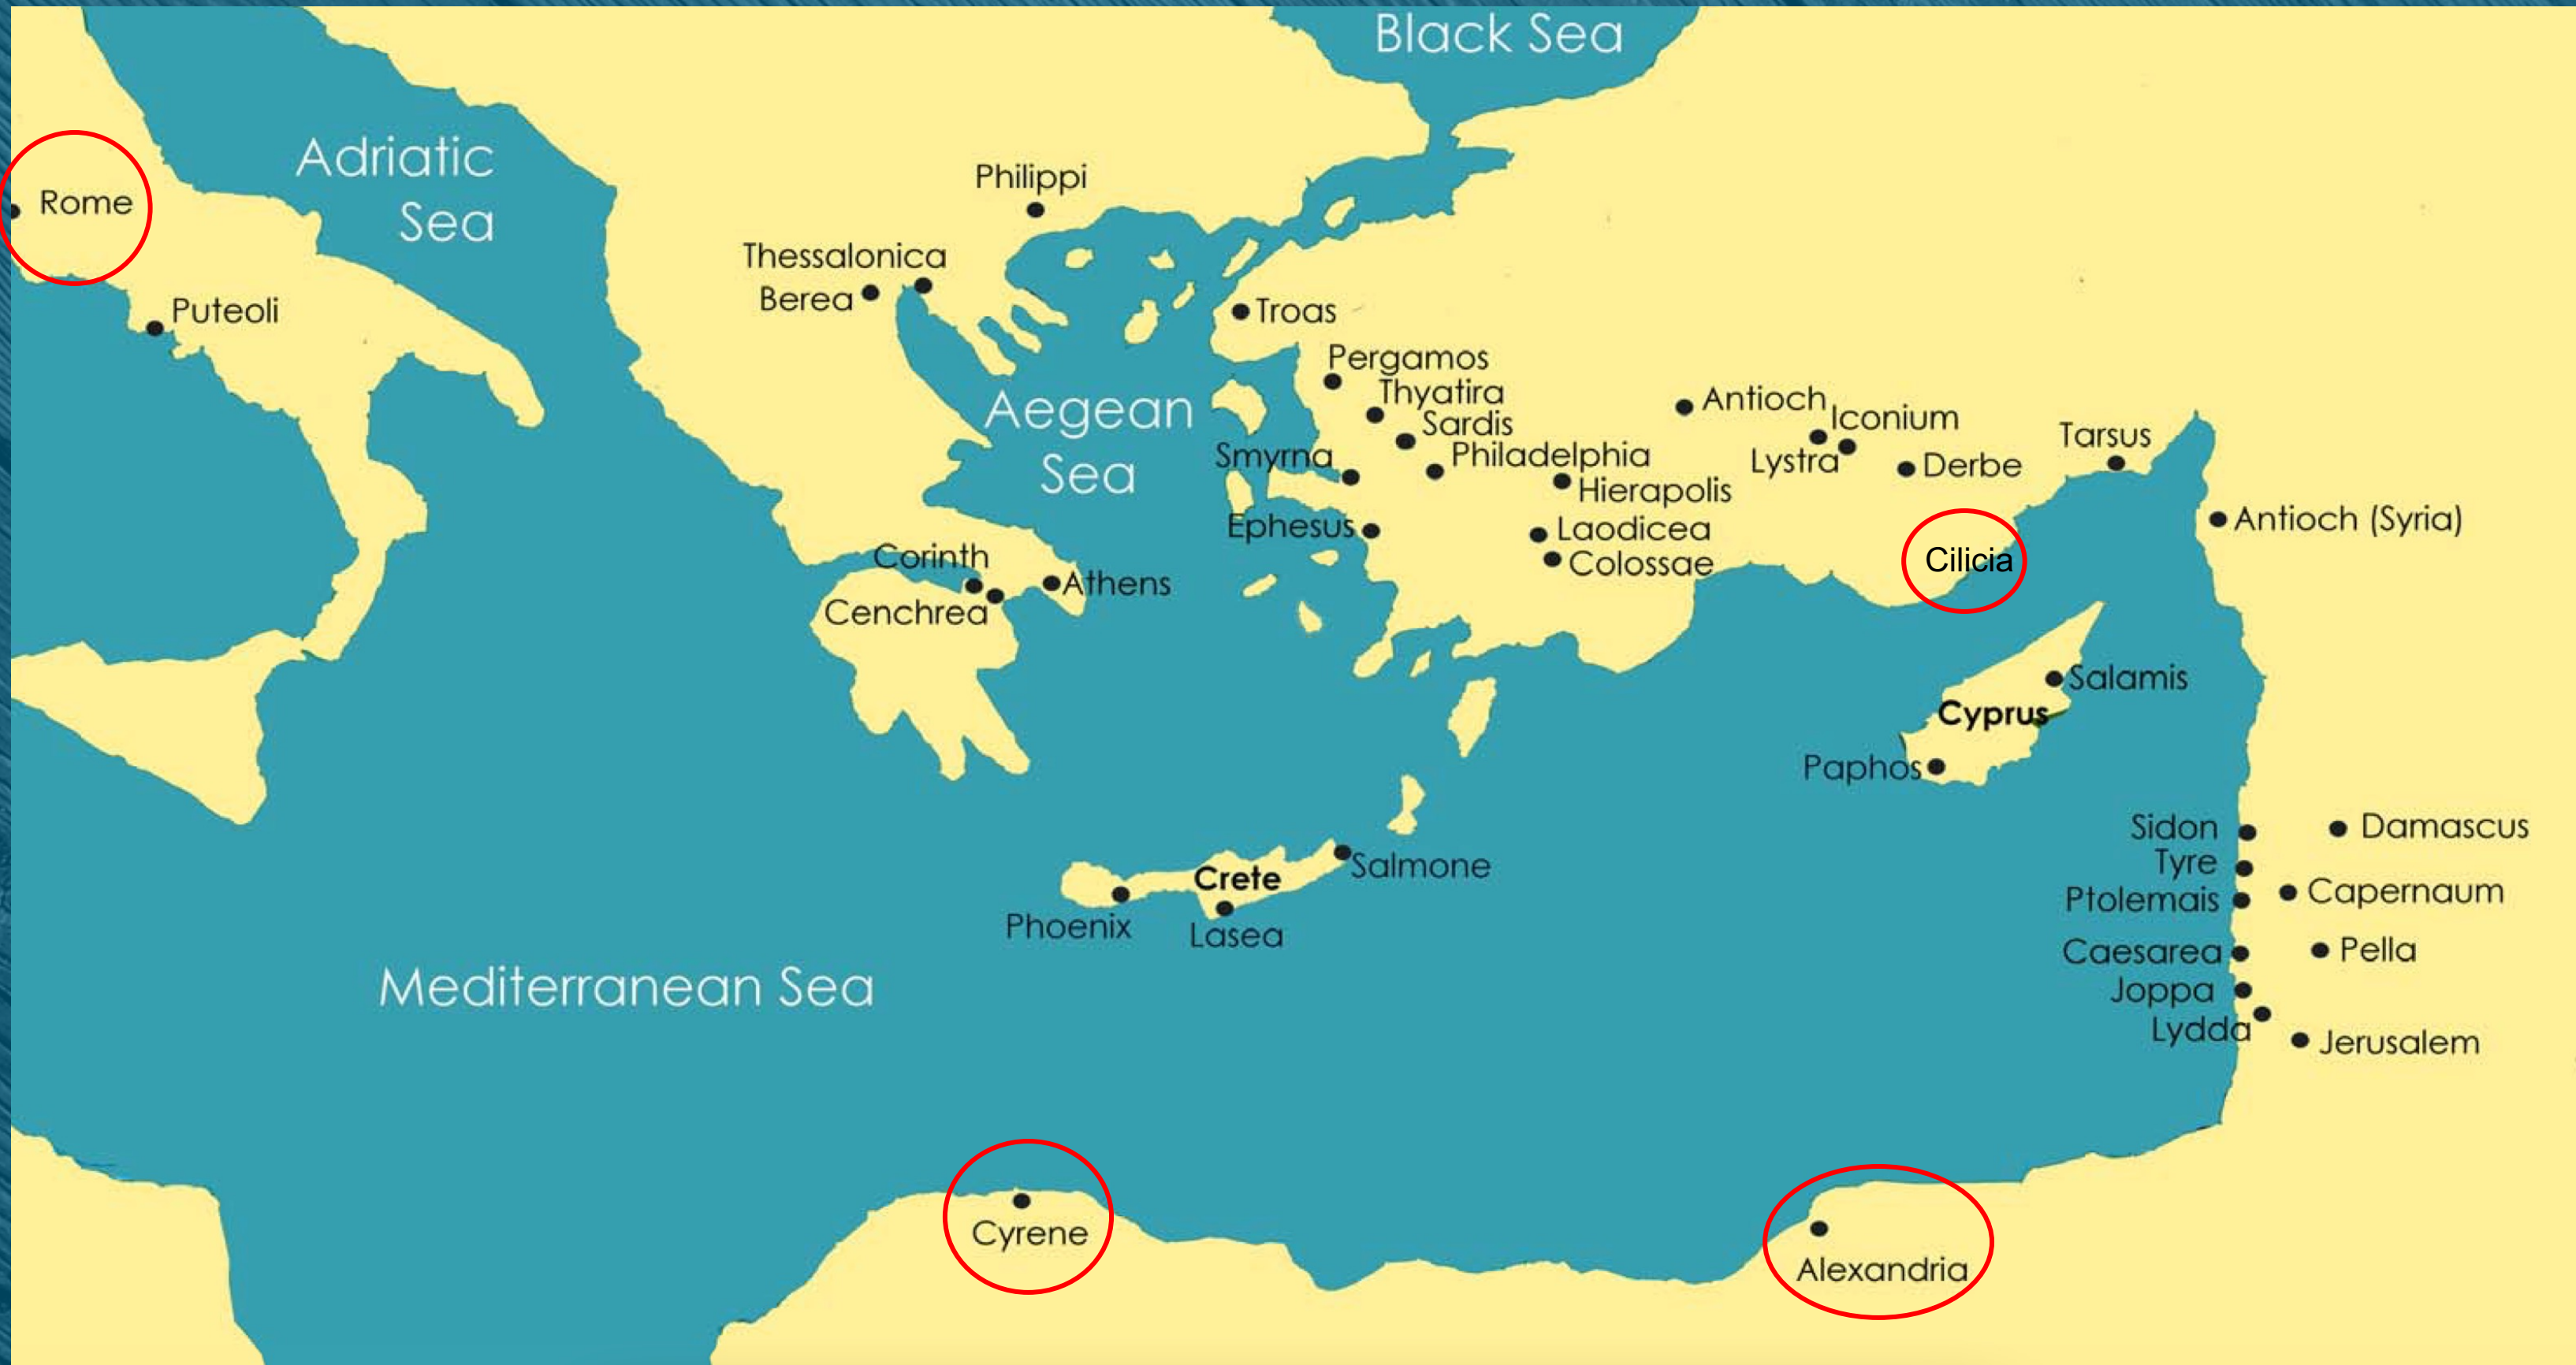 Black Sea
Adriatic
Sea
Rome
Philippi
Thessalonica
Berea
Puteoli
Troas
Pergamos
Thyatira
Sardis
Aegean
Sea
Smyrna
Philadelphia
Hierapolis
Antioch
Iconium
Lystra
Derbe
Tarsus
Ephesus
Laodicea
Colossae
Cilicia
Antioch (Syria)
Corinth
Cenchrea
Athens
Salamis
Cyprus
Paphos
Sidon
Damascus
Tyre
Ptolemais
Capernaum
Crete
Salmone
Phoenix
Lasea
Caesarea
Pella
Joppa
Lydda
Jerusalem
Mediterranean Sea
Cyrene
Alexandria